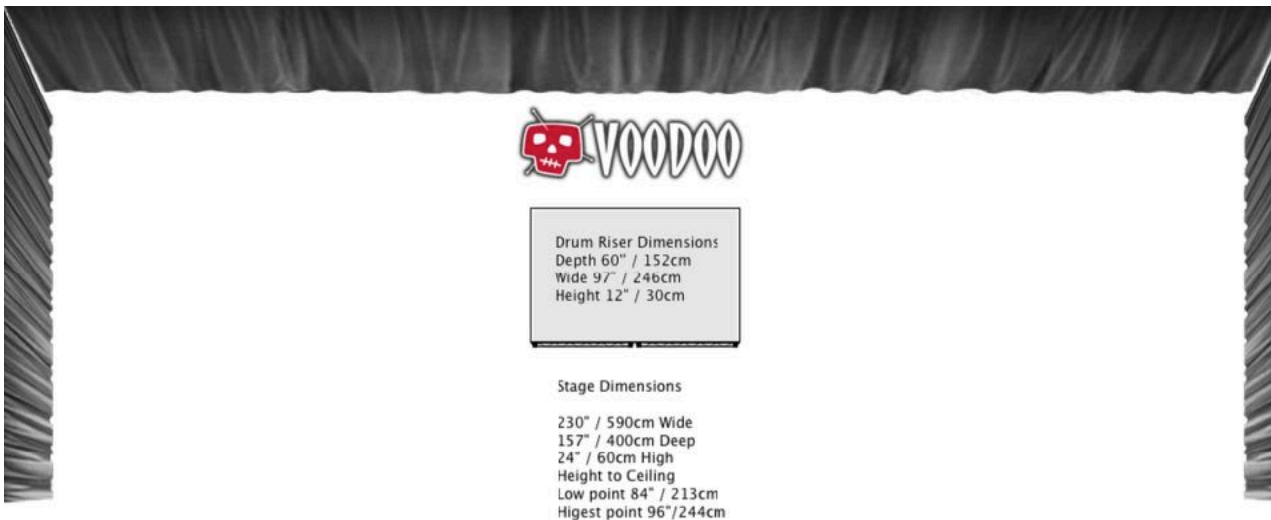 VOODOO
Drum Riser Dimensions
Depth 60" / 152cm
Wide 97" / 246cm
Height 12" / 30cm
Stage Dimensions
230" / 590cm Wide
157" / 400cm Deep
24" / 60cm High
Height to Ceiling
Low point 84" / 213cm
Higest point 96"/244cm